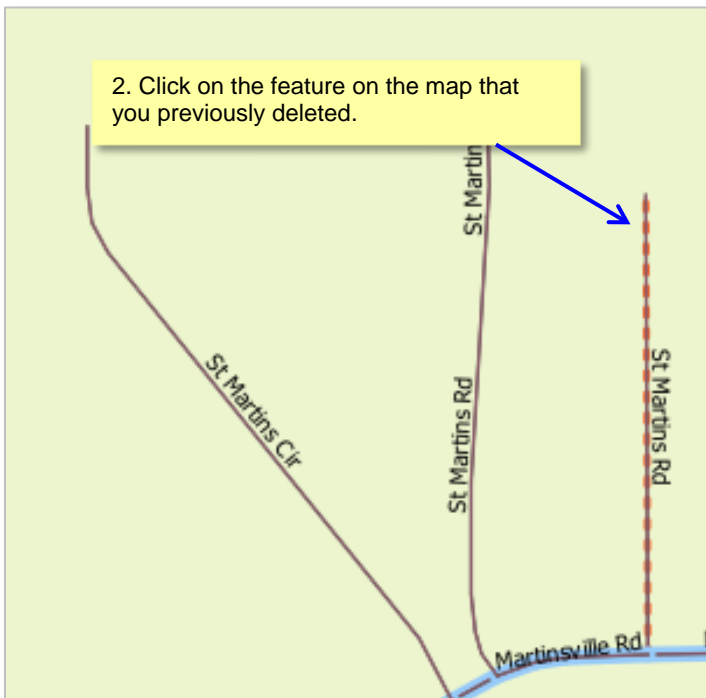 2. Click on the feature on the map that
you previously deleted.
St Martin
St Martins Rd
St Martins Rd
St Martins Cir
Martinsville Rd